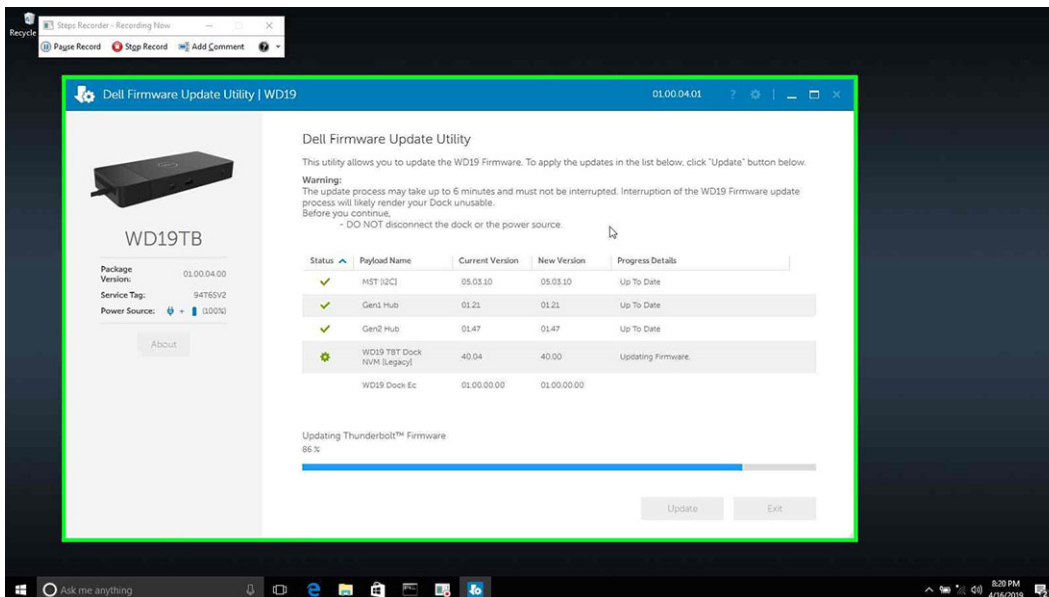 Recycle
Steps Recorder - Recording Now
Pause Record Stop Record Add Comment
Dell Firmware Update Utility | WD19 01.00.04.01
WD19TB
Package Version: 01.00.04.00
Service Tag: 94T6SV2
Power Source: + (100%)
About
Dell Firmware Update Utility
This utility allows you to update the WD19 Firmware. To apply the updates in the list below, click "Update" button below.
Warning:
The update process may take up to 6 minutes and must not be interrupted. Interruption of the WD19 Firmware update
process will likely render your Dock unusable.
Before you continue,
- DO NOT disconnect the dock or the power source.
Status Payload Name Current Version New Version Progress Details
MST [I2C] 05.03.10 05.03.10 Up To Date
Gen1 Hub 01.21 01.21 Up To Date
Gen2 Hub 01.47 01.47 Up To Date
WD19 TBT Dock
NVM [Legacy] 40.04 40.00 Updating Firmware.
WD19 Dock Ec 01.00.00.00 01.00.00.00
Updating Thunderbolt™ Firmware
86 %
Update Exit
Ask me anything
8:20 PM
4/16/2019